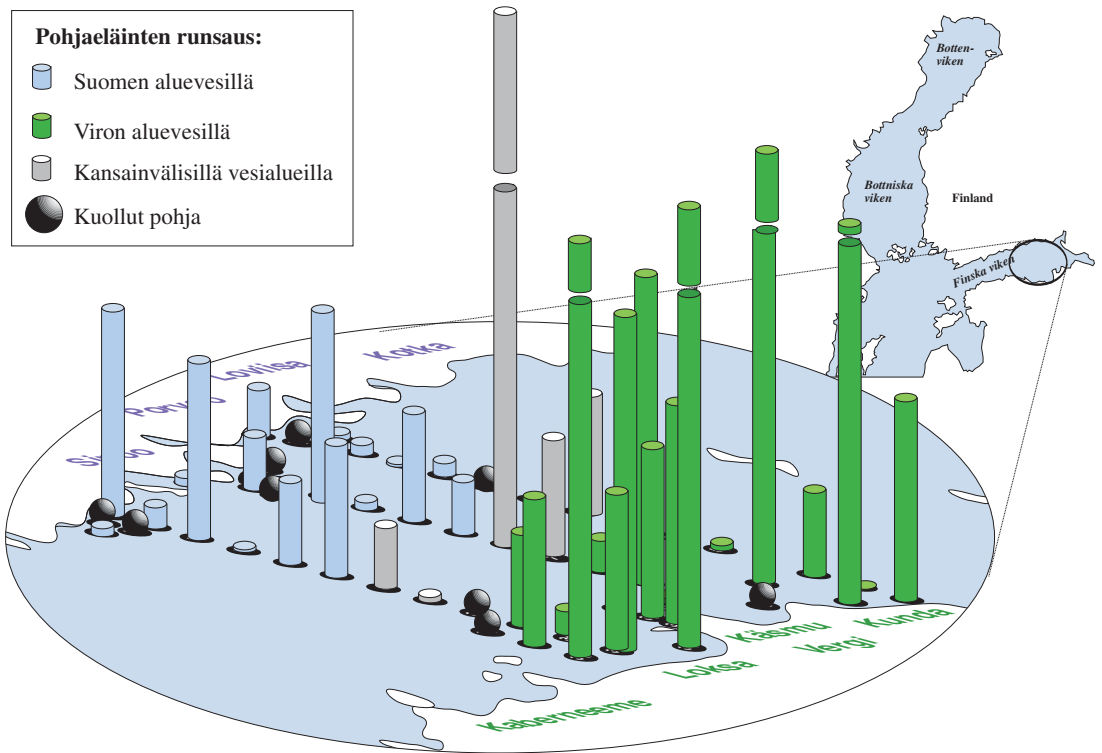 Pohjaeläinten runsaus:
Suomen aluevesillä
Viron aluevesillä
Kansainvälisillä vesialueilla
Kuollut pohja
Botten-
viken
Bottniska
viken
Finland
Finska viken
Kotka
Loviisa
Porvoo
Sipoo
Käsmu
Kunda
Vergi
Loksa
Kaberneeme